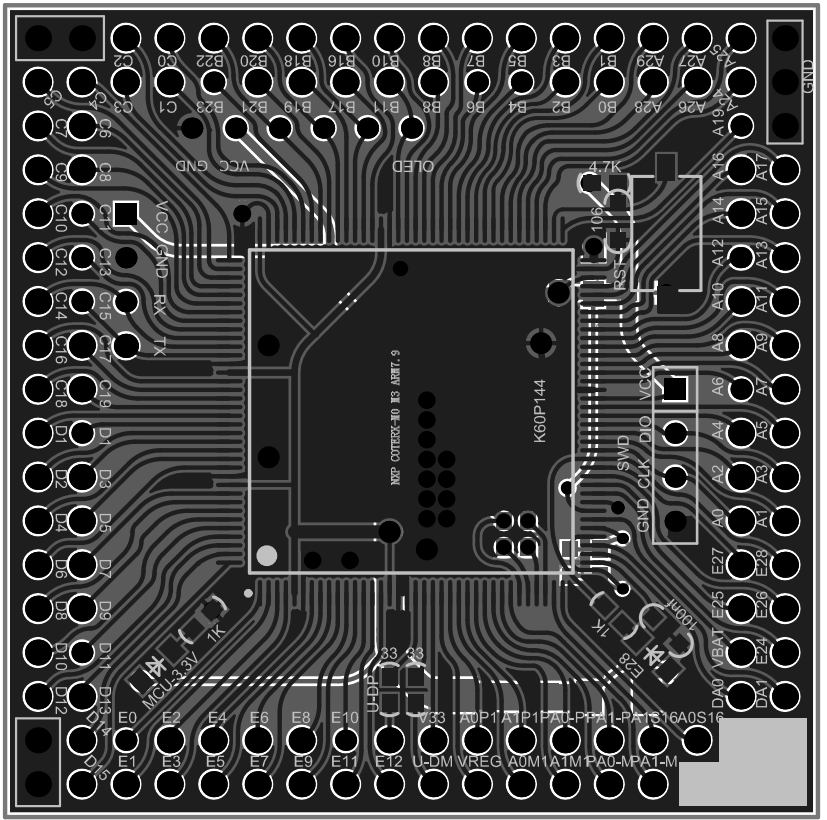 C2 C0 B22 B20 B18 B16 B10 B8 B7 B5 B3 B1 A29 A27
GND
C5 C4 C3 C1 B23 B21 B19 B17 B11 B8 B6 B4 B2 B0 A28 A26
C7 C6 A19
GND VCC OLED
C9 C8 4.7K A16 A17
C10 C11 VCC 106 A14 A15
C12 C13 GND RST A12 A13
C14 C15 RX A10 A11
C16 C17 TX A8 A9
C18 C19 VCC A6 A7
NXP COTERX-M0 M3 ARM7.9
K60P144
D1 D1 DIO A4 A5
SWD
D2 D3 CLK A2 A3
D4 D5 GND A0 A1
D6 D7 E27 E28
D8 D9 1K 1K 100nf E25 E26
D10 D11 MCU-3.3V 33 33 E28 VBAT E24
D12 D13 U-DP DA0 DA1
D14 E0 E2 E4 E6 E8 E10 V33 A0P1 A1P1 PA0-P PA1-P A1S16 A0S16
D15 E1 E3 E5 E7 E9 E11 E12 U-DM VREG A0M1 A1M1 PA0-M PA1-M